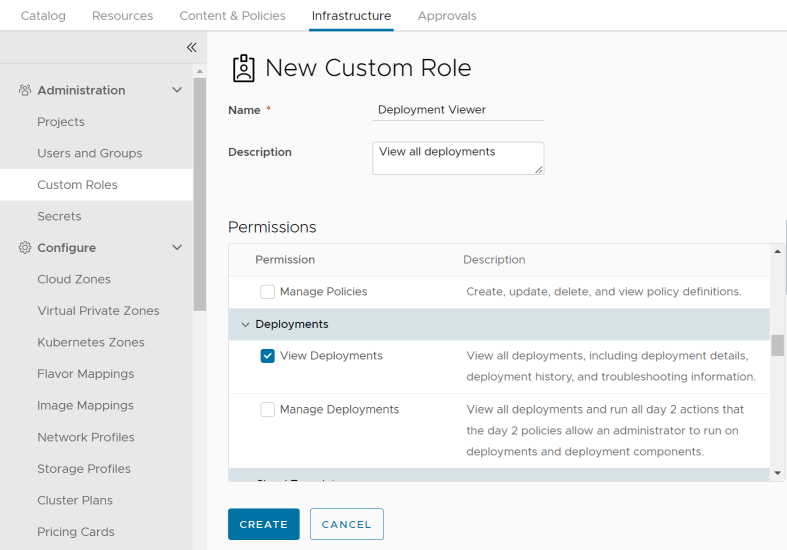 Catalog Resources Content & Policies Infrastructure Approvals
Administration
Projects
Users and Groups
Custom Roles
Secrets
Configure
Cloud Zones
Virtual Private Zones
Kubernetes Zones
Flavor Mappings
Image Mappings
Network Profiles
Storage Profiles
Cluster Plans
Pricing Cards
New Custom Role
Name * Deployment Viewer
Description View all deployments
Permissions
Permission Description
Manage Policies Create, update, delete, and view policy definitions.
Deployments
View Deployments View all deployments, including deployment details,
deployment history, and troubleshooting information.
Manage Deployments View all deployments and run all day 2 actions that
the day 2 policies allow an administrator to run on
deployments and deployment components.
CREATE CANCEL